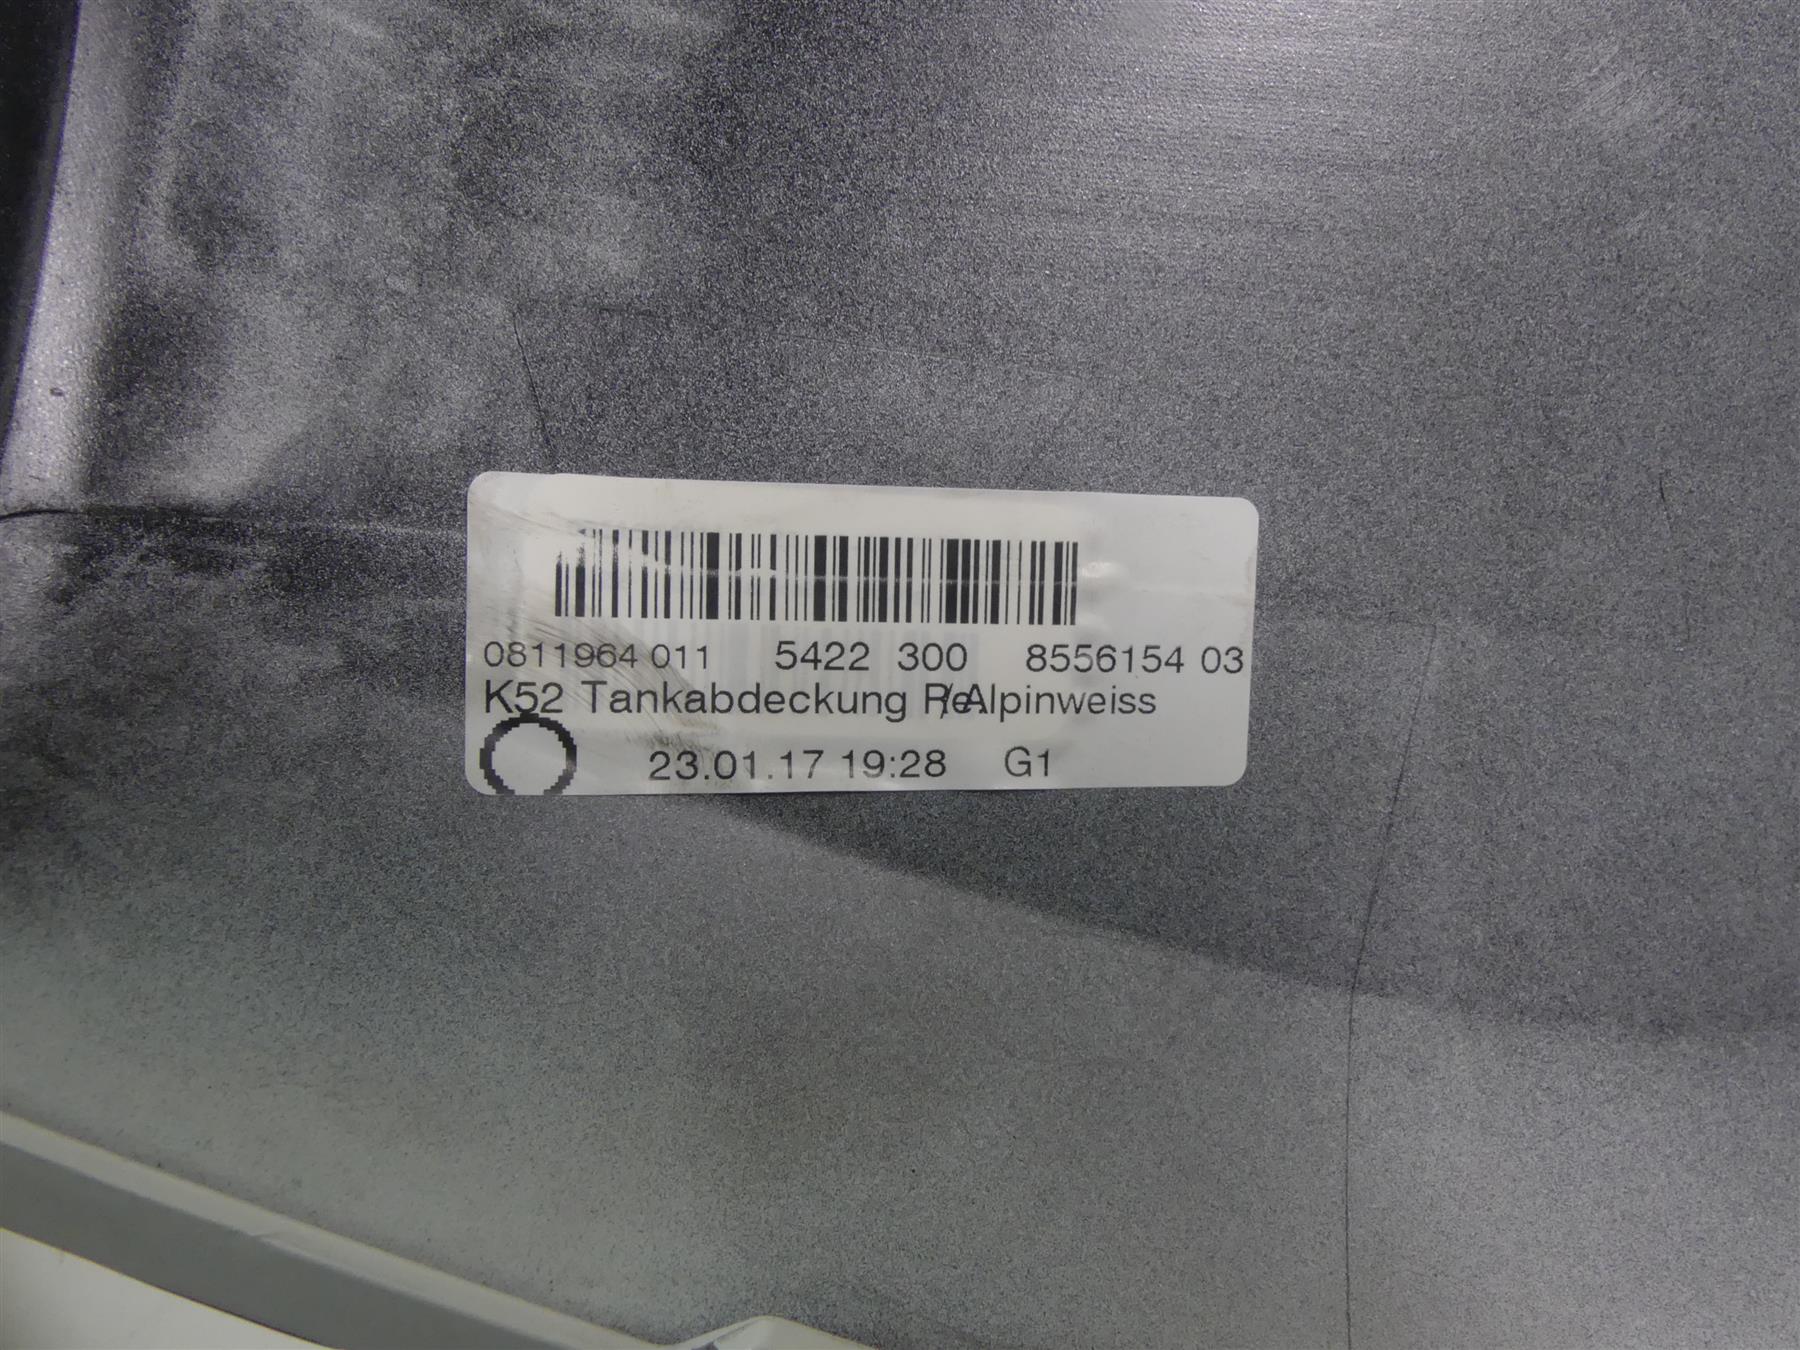 0811964 011 5422 300 8556154 03
K52 Tankabdeckung Re/Alpinweiss
23.01.17 19:28 G1